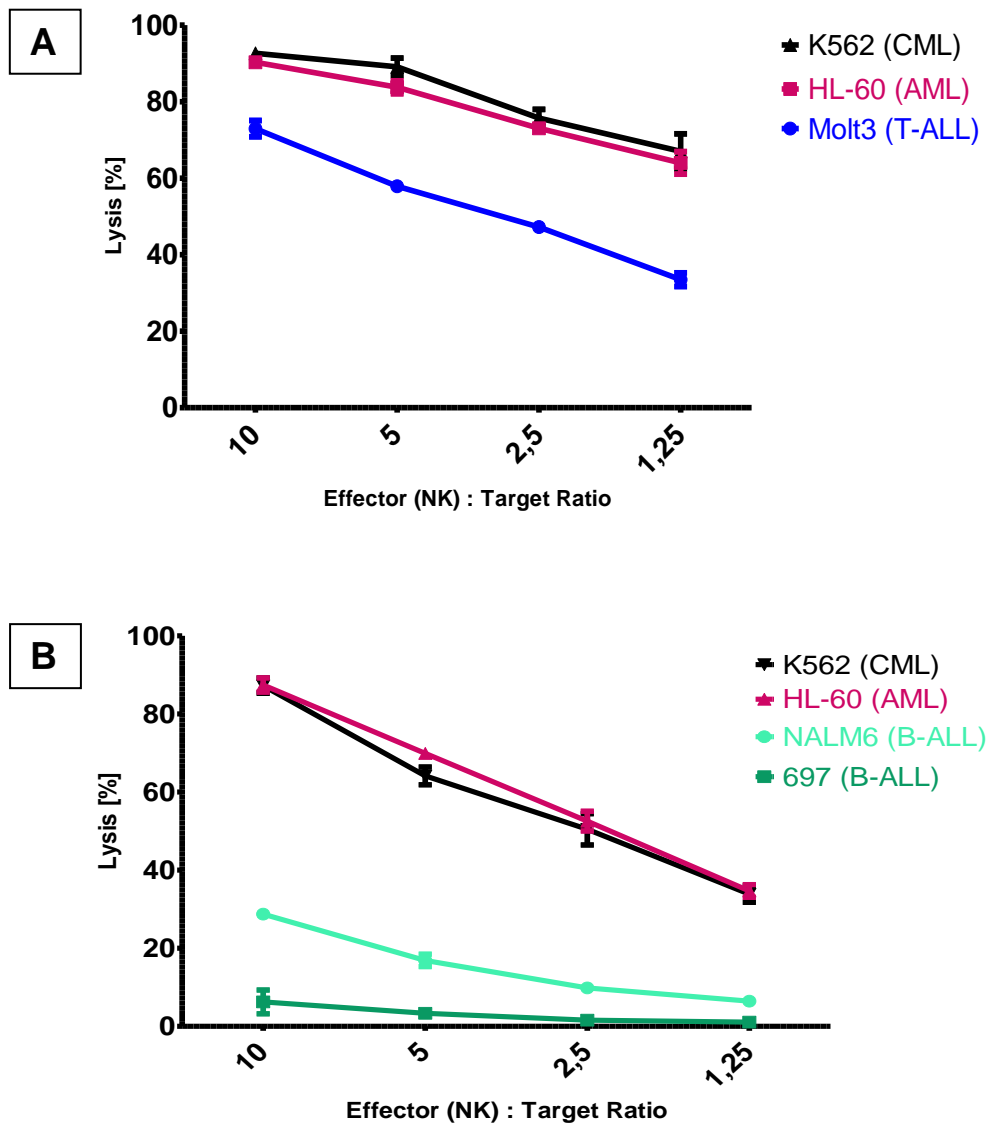 A
100
80
60
40
20
0
Lysis [%]
10
5
2,5
1,25
Effector (NK) : Target Ratio
K562 (CML)
HL-60 (AML)
Molt3 (T-ALL)
B
100
80
60
40
20
0
Lysis [%]
10
5
2,5
1,25
Effector (NK) : Target Ratio
K562 (CML)
HL-60 (AML)
NALM6 (B-ALL)
697 (B-ALL)